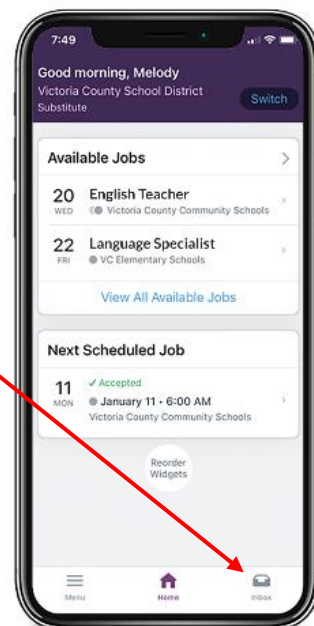 7:49
Good morning, Melody
Victoria County School District
Substitute
Switch
Available Jobs
20 English Teacher
WED Victoria County Community Schools
22 Language Specialist
FRI VC Elementary Schools
View All Available Jobs
Next Scheduled Job
✓ Accepted
11
MON January 11 - 6:00 AM
Victoria County Community Schools
Reorder
Widgets
Menu Home Inbox